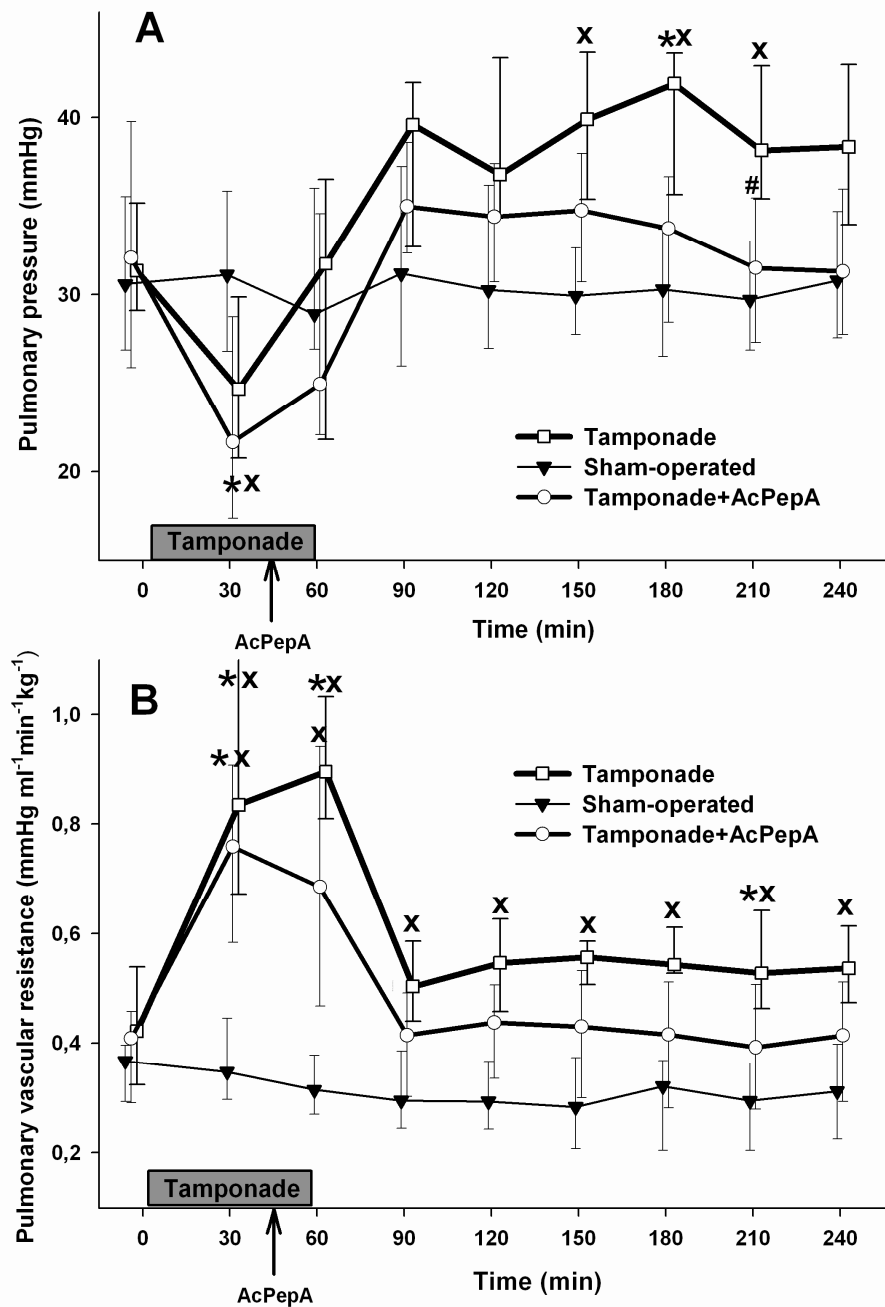 A
x
*x
x
40
#
Pulmonary pressure (mmHg)
30
Tamponade
Sham-operated
Tamponade+AcPepA
20
*x
Tamponade
0 30 60 90 120 150 180 210 240
AcPepA
Time (min)
B
*x
*x
x
*x
1,0
Tamponade
Sham-operated
Tamponade+AcPepA
0,8
Pulmonary vascular resistance (mmHg ml⁻¹min⁻¹kg⁻¹)
x
x
x
x
*x
x
0,6
0,4
0,2
Tamponade
0 30 60 90 120 150 180 210 240
AcPepA
Time (min)